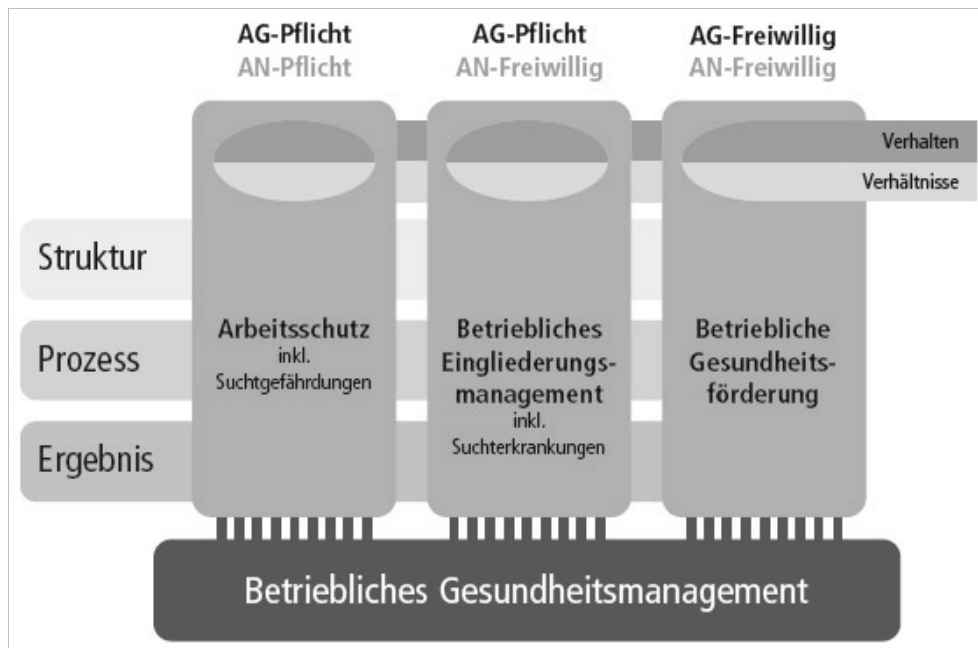 AG-Pflicht
AN-Pflicht
AG-Pflicht
AN-Freiwillig
AG-Freiwillig
AN-Freiwillig
Verhalten
Verhältnisse
Struktur
Prozess
Ergebnis
Arbeitsschutz
inkl.
Suchtgefährdungen
Betriebliches
Eingliederungs-
management
inkl.
Suchterkrankungen
Betriebliche
Gesundheits-
förderung
Betriebliches Gesundheitsmanagement